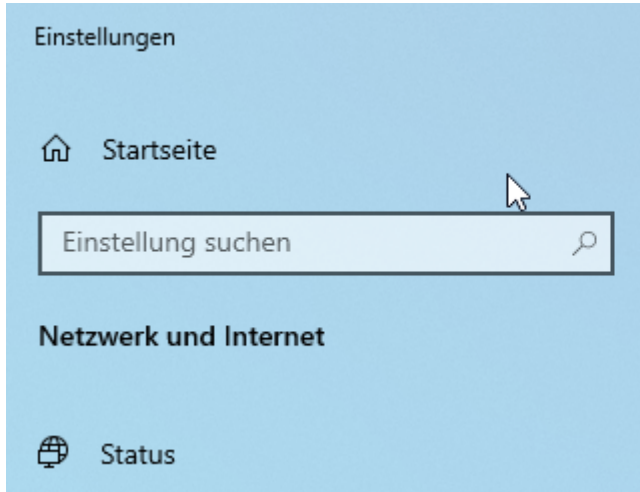 Einstellungen
Startseite
Einstellung suchen
Netzwerk und Internet
Status